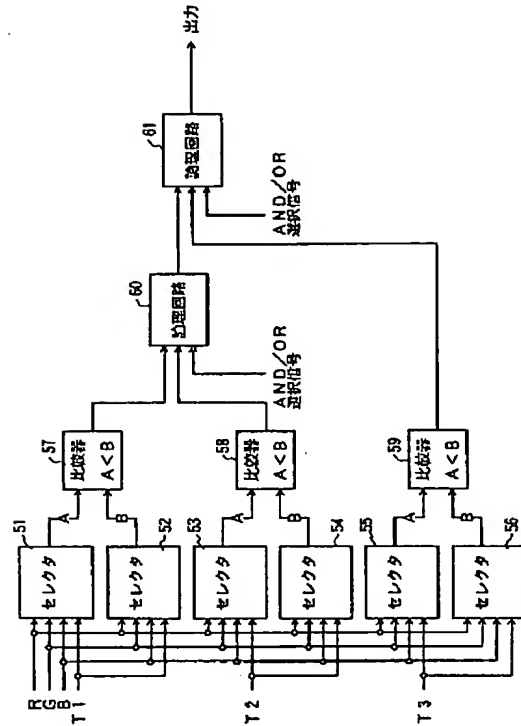 R
G
B
T1
T2
T3
セレクタ
51
セレクタ
52
セレクタ
53
セレクタ
54
セレクタ
55
セレクタ
56
A
B
A
B
A
B
比較器
A<B
57
比較器
A<B
58
比較器
A<B
59
論理回路
60
AND/OR
選択信号
論理回路
61
AND/OR
選択信号
出力